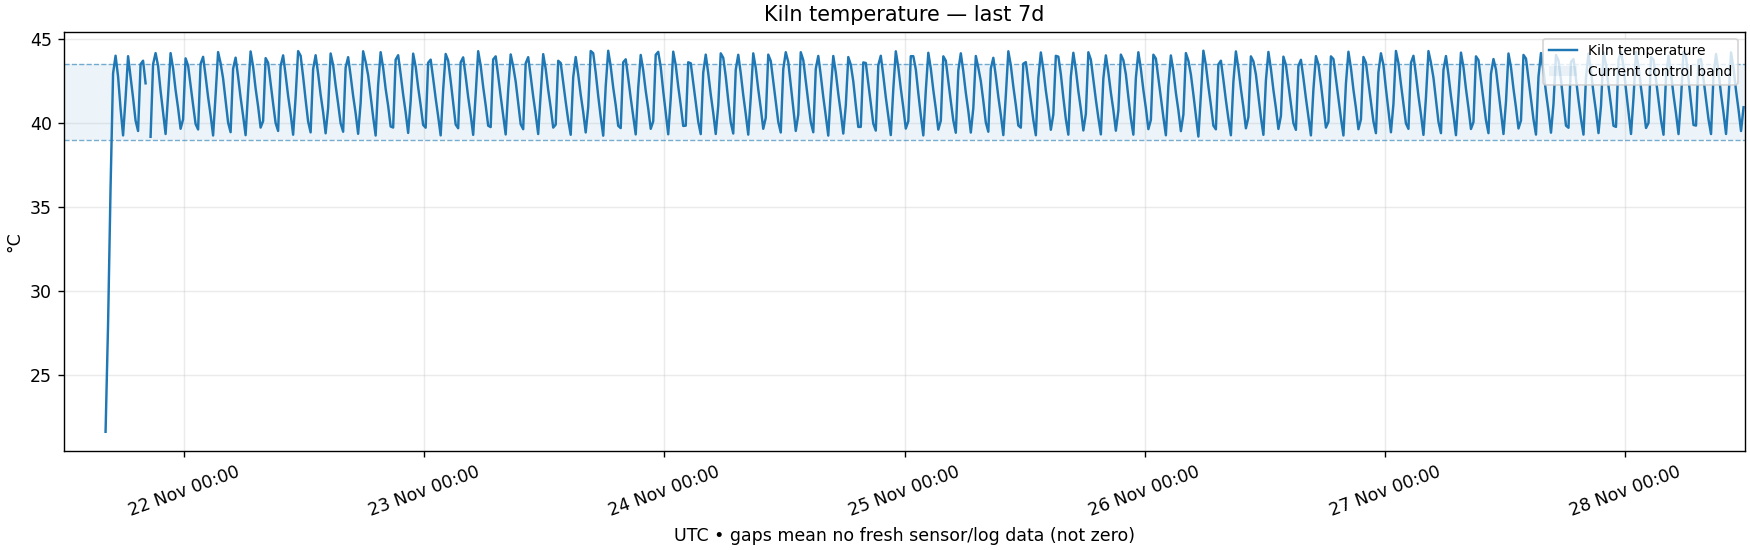 Kiln temperature — last 7d
Kiln temperature
Current control band
45
40
35
30
25
°C
22 Nov 00:00
23 Nov 00:00
24 Nov 00:00
25 Nov 00:00
26 Nov 00:00
27 Nov 00:00
28 Nov 00:00
UTC • gaps mean no fresh sensor/log data (not zero)